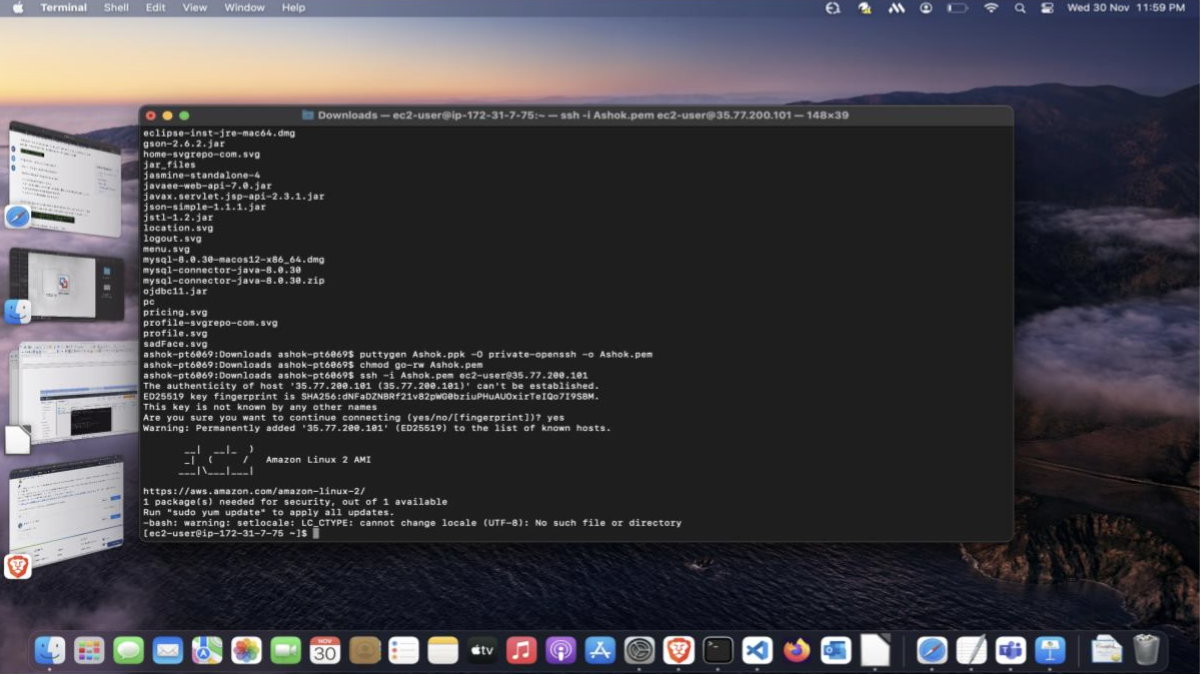 Terminal Shell Edit View Window Help
Wed 30 Nov 11:59 PM
Downloads — ec2-user@ip-172-31-7-75:~ — ssh -i Ashok.pem ec2-user@35.77.200.101 — 148×39
eclipse-inst-jre-mac64.dmg
gson-2.6.2.jar
home-svgrepo-com.svg
jar_files
jasmine-standalone-4
javaee-web-api-7.0.jar
javax.servlet.jsp-api-2.3.1.jar
json-simple-1.1.1.jar
jstl-1.2.jar
location.svg
logout.svg
menu.svg
mysql-8.0.30-macos12-x86_64.dmg
mysql-connector-java-8.0.30
mysql-connector-java-8.0.30.zip
ojdbc11.jar
pc
pricing.svg
profile-svgrepo-com.svg
profile.svg
sadFace.svg
ashok-pt6069:Downloads ashok-pt6069$ puttygen Ashok.ppk -O private-openssh -o Ashok.pem
ashok-pt6069:Downloads ashok-pt6069$ chmod go-rw Ashok.pem
ashok-pt6069:Downloads ashok-pt6069$ ssh -i Ashok.pem ec2-user@35.77.200.101
The authenticity of host '35.77.200.101 (35.77.200.101)' can't be established.
ED25519 key fingerprint is SHA256:dNFaDZNBRf21v82pWG0bziuPHuAUOxirTeIQo7I9SBM.
This key is not known by any other names
Are you sure you want to continue connecting (yes/no/[fingerprint])? yes
Warning: Permanently added '35.77.200.101' (ED25519) to the list of known hosts.
Amazon Linux 2 AMI
https://aws.amazon.com/amazon-linux-2/
1 package(s) needed for security, out of 1 available
Run "sudo yum update" to apply all updates.
-bash: warning: setlocale: LC_CTYPE: cannot change locale (UTF-8): No such file or directory
[ec2-user@ip-172-31-7-75 ~]$
NOV
30
tv